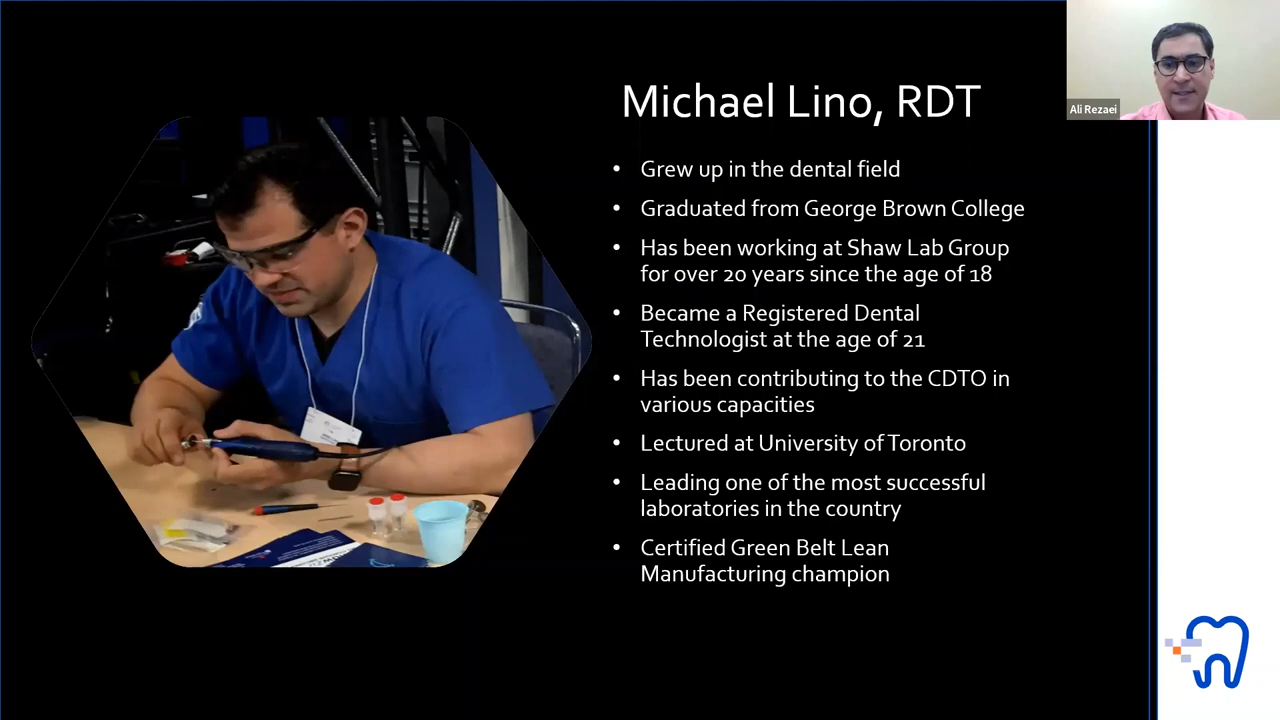 Michael Lino, RDT
Ali Rezaei
• Grew up in the dental field
• Graduated from George Brown College
• Has been working at Shaw Lab Group
for over 20 years since the age of 18
• Became a Registered Dental
Technologist at the age of 21
• Has been contributing to the CDTO in
various capacities
• Lectured at University of Toronto
• Leading one of the most successful
laboratories in the country
• Certified Green Belt Lean
Manufacturing champion